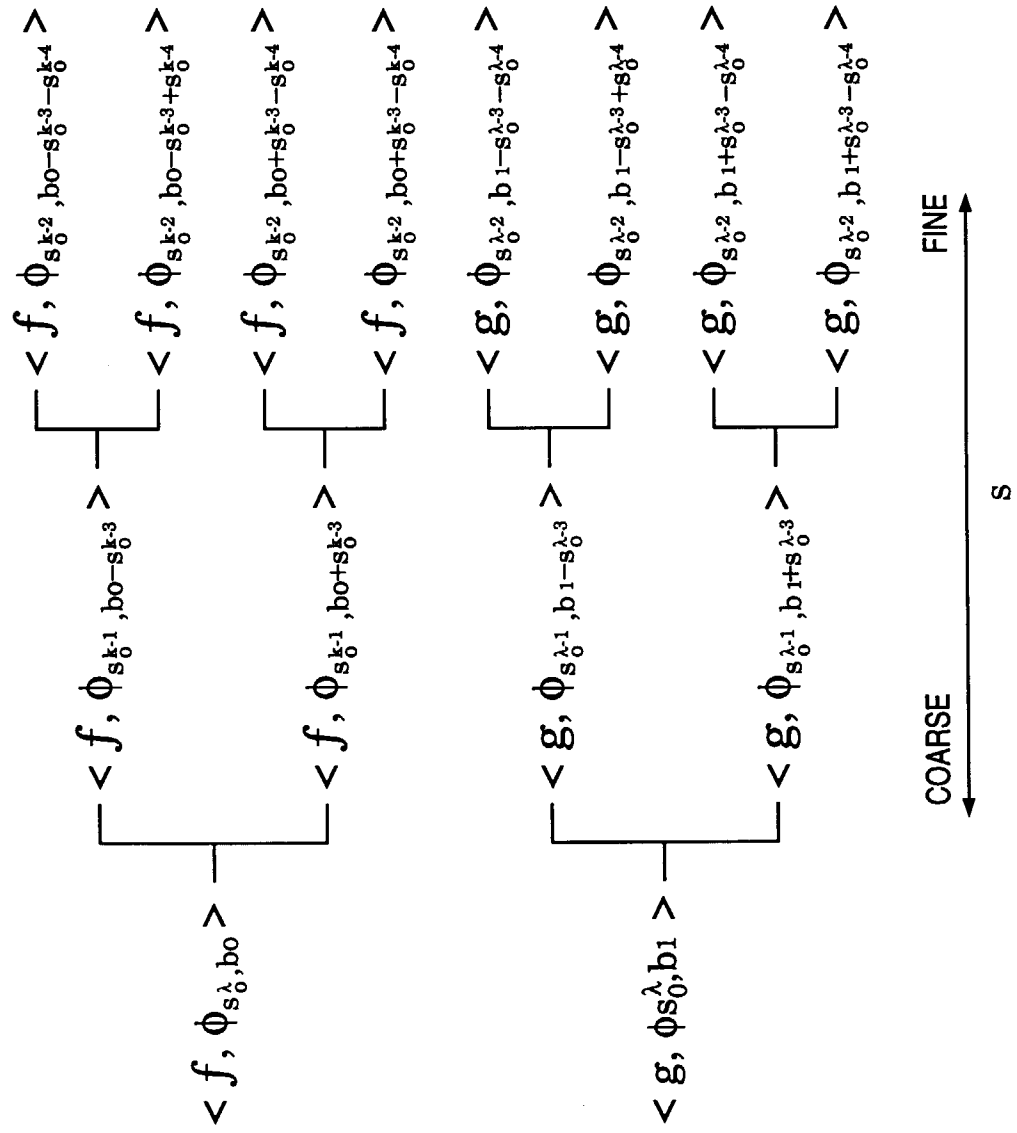 < f, ϕ_{s_0^λ, b0} >
< g, ϕ s_0^λ, b1 >
< f, ϕ_{s_0^{k-1}, b0−s_0^{k-3}} >
< f, ϕ_{s_0^{k-1}, b0+s_0^{k-3}} >
< g, ϕ_{s_0^{λ-1}, b1−s_0^{λ-3}} >
< g, ϕ_{s_0^{λ-1}, b1+s_0^{λ-3}} >
< f, ϕ_{s_0^{k-2}, b0−s_0^{k-3}−s_0^{k-4}} >
< f, ϕ_{s_0^{k-2}, b0−s_0^{k-3}+s_0^{k-4}} >
< f, ϕ_{s_0^{k-2}, b0+s_0^{k-3}−s_0^{k-4}} >
< f, ϕ_{s_0^{k-2}, b0+s_0^{k-3}−s_0^{k-4}} >
< g, ϕ_{s_0^{λ-2}, b1−s_0^{λ-3}−s_0^{λ-4}} >
< g, ϕ_{s_0^{λ-2}, b1−s_0^{λ-3}+s_0^{λ-4}} >
< g, ϕ_{s_0^{λ-2}, b1+s_0^{λ-3}−s_0^{λ-4}} >
< g, ϕ_{s_0^{λ-2}, b1+s_0^{λ-3}−s_0^{λ-4}} >
COARSE FINE
s